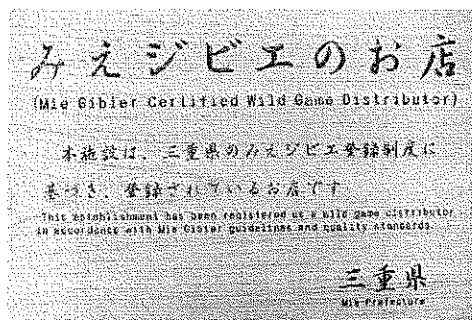 みえジビエのお店
(Mie Gibier Certified Wild Game Distributor)
本施設は、三重県のみえジビエ登録制度に
基づき、登録されているお店です
This establishment has been registered as a wild game distributor
in accordance with Mie Gibier guidelines and quality standards.
三重県
Mie Prefecture